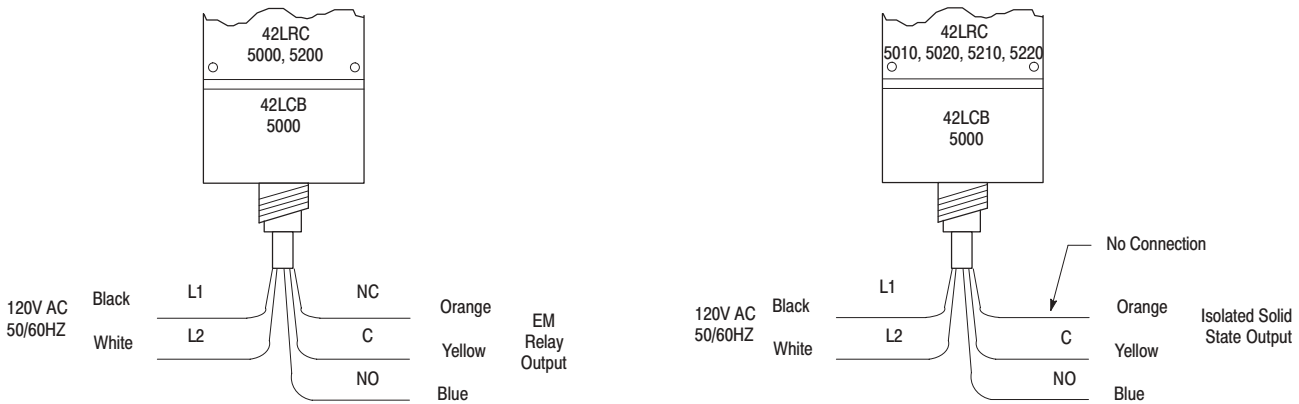 42LRC
5000, 5200
42LCB
5000
120V AC
50/60HZ
Black
White
L1
L2
NC
C
NO
Orange
Yellow
Blue
EM
Relay
Output
42LRC
5010, 5020, 5210, 5220
42LCB
5000
No Connection
120V AC
50/60HZ
Black
White
L1
L2
C
NO
Orange
Yellow
Blue
Isolated Solid
State Output